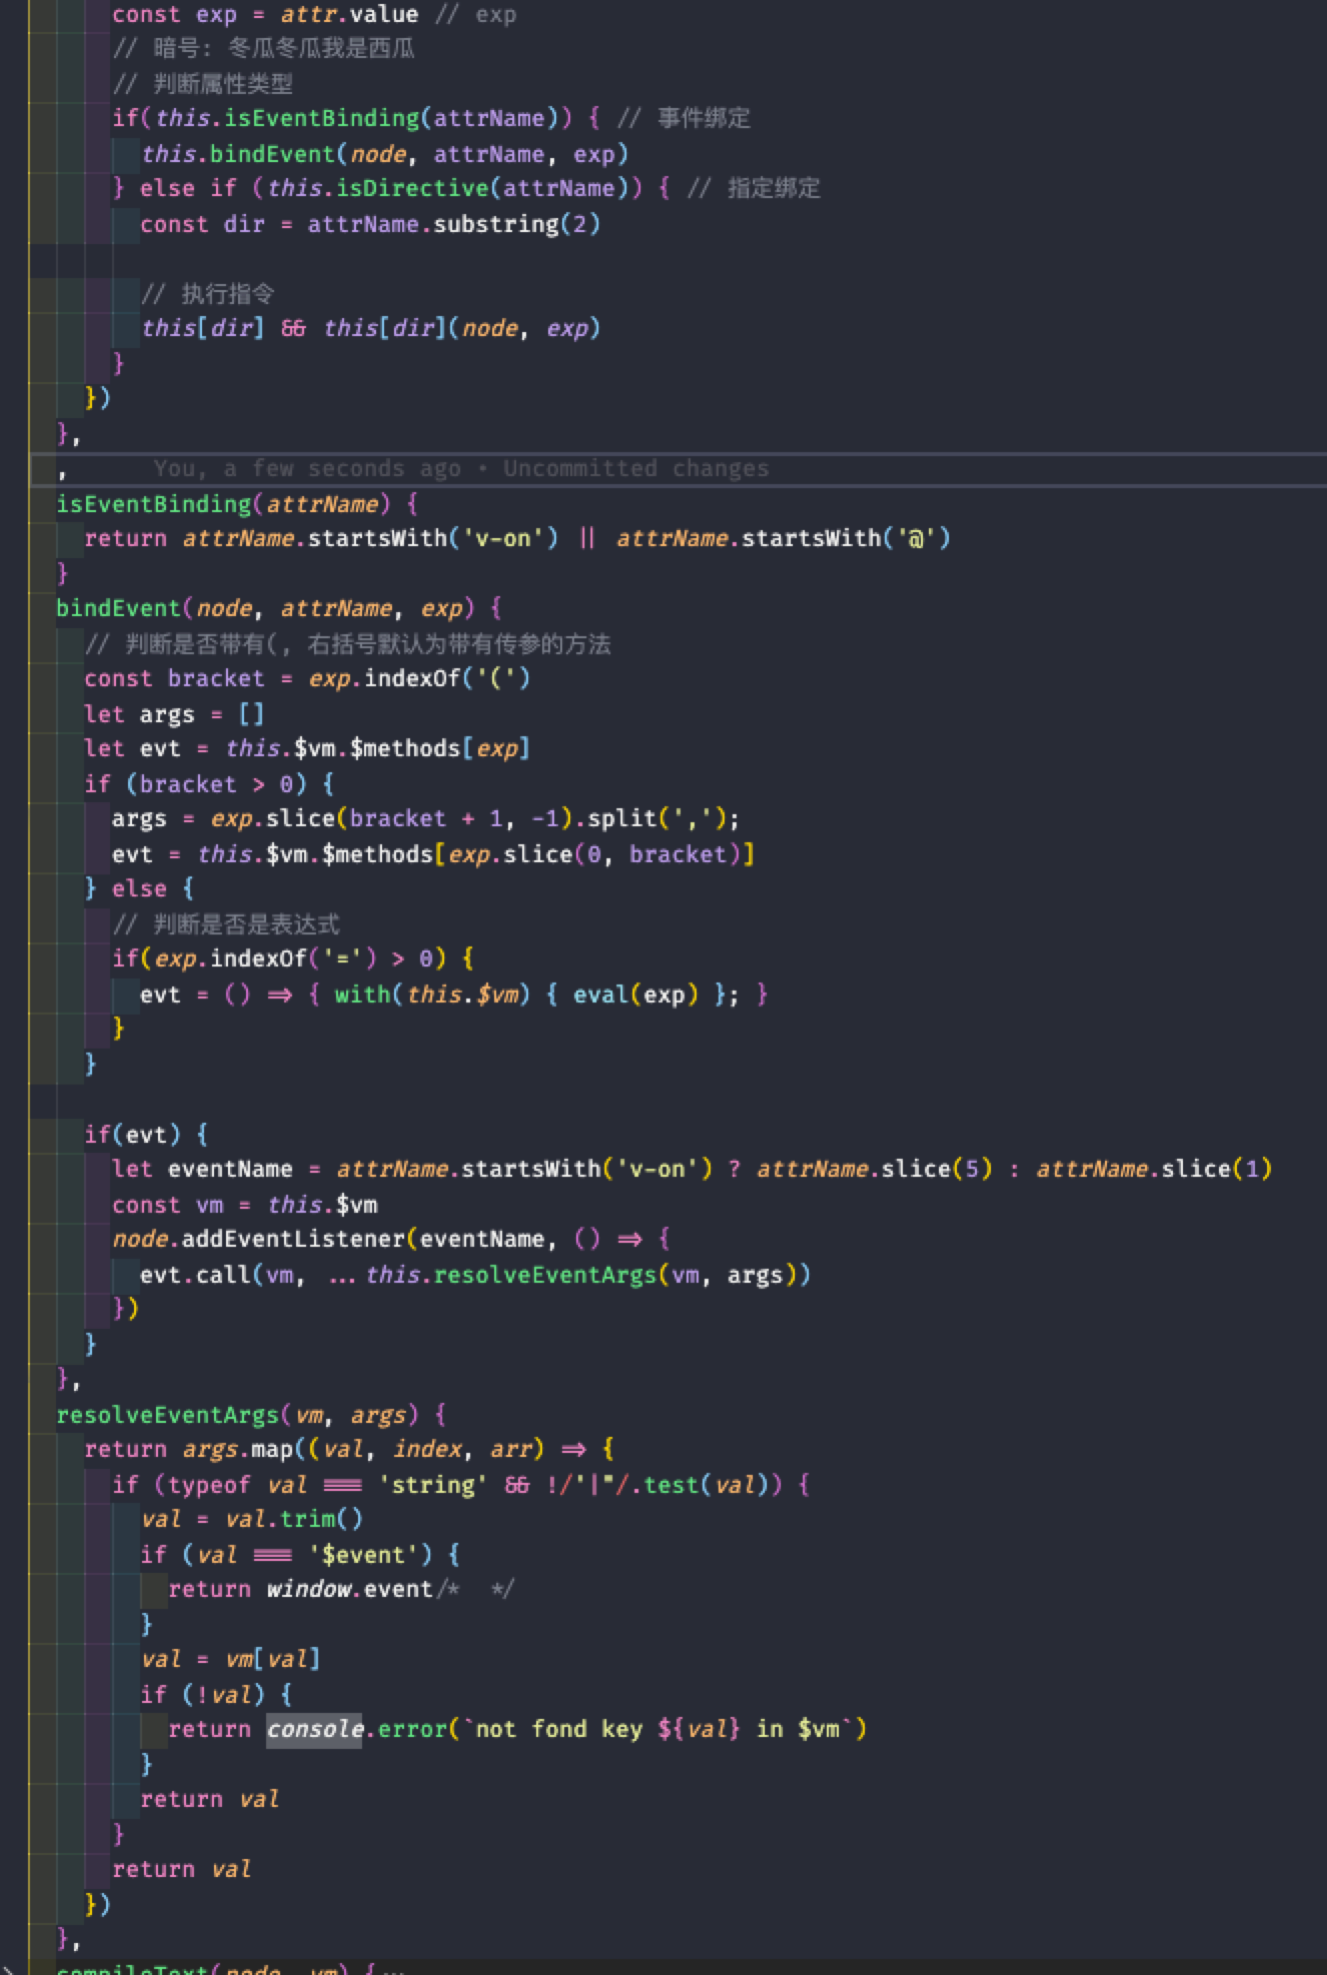 const exp = attr.value // exp
// 暗号: 冬瓜冬瓜我是西瓜
// 判断属性类型
if(this.isEventBinding(attrName)) { // 事件绑定
this.bindEvent(node, attrName, exp)
} else if (this.isDirective(attrName)) { // 指定绑定
const dir = attrName.substring(2)
// 执行指令
this[dir] && this[dir](node, exp)
}
})
},
, You, a few seconds ago • Uncommitted changes
isEventBinding(attrName) {
return attrName.startsWith('v-on') || attrName.startsWith('@')
}
bindEvent(node, attrName, exp) {
// 判断是否带有(, 右括号默认为带有传参的方法
const bracket = exp.indexOf('(')
let args = []
let evt = this.$vm.$methods[exp]
if (bracket > 0) {
args = exp.slice(bracket + 1, -1).split(',');
evt = this.$vm.$methods[exp.slice(0, bracket)]
} else {
// 判断是否是表达式
if(exp.indexOf('=') > 0) {
evt = () => { with(this.$vm) { eval(exp) }; }
}
}
if(evt) {
let eventName = attrName.startsWith('v-on') ? attrName.slice(5) : attrName.slice(1)
const vm = this.$vm
node.addEventListener(eventName, () => {
evt.call(vm, ...this.resolveEventArgs(vm, args))
})
}
},
resolveEventArgs(vm, args) {
return args.map((val, index, arr) => {
if (typeof val === 'string' && !/'|"/.test(val)) {
val = val.trim()
if (val === '$event') {
return window.event/*  */
}
val = vm[val]
if (!val) {
return console.error(`not fond key ${val} in $vm`)
}
return val
}
return val
})
},
compileText(node, vm) {…